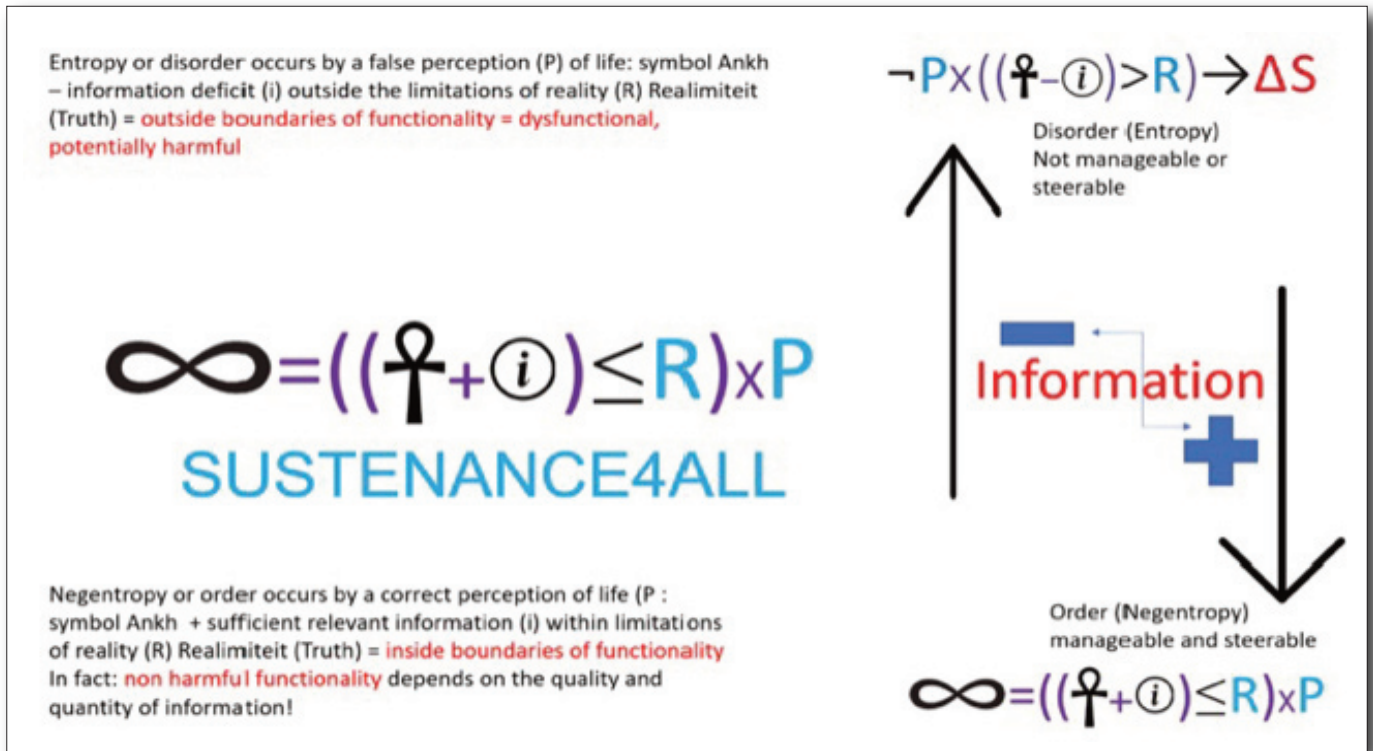 Entropy or disorder occurs by a false perception (P) of life: symbol Ankh
– information deficit (i) outside the limitations of reality (R) Realimiteit
(Truth) = outside boundaries of functionality = dysfunctional,
potentially harmful
¬Px((☥-ⓘ)>R)→ΔS
Disorder (Entropy)
Not manageable or
steerable
∞=((☥+ⓘ)≤R)xP
SUSTENANCE4ALL
Information
Negentropy or order occurs by a correct perception of life (P :
symbol Ankh + sufficient relevant information (i) within limitations
of reality (R) Realimiteit (Truth) = inside boundaries of functionality
In fact: non harmful functionality depends on the quality and
quantity of information!
Order (Negentropy)
manageable and steerable
∞=((☥+ⓘ)≤R)xP